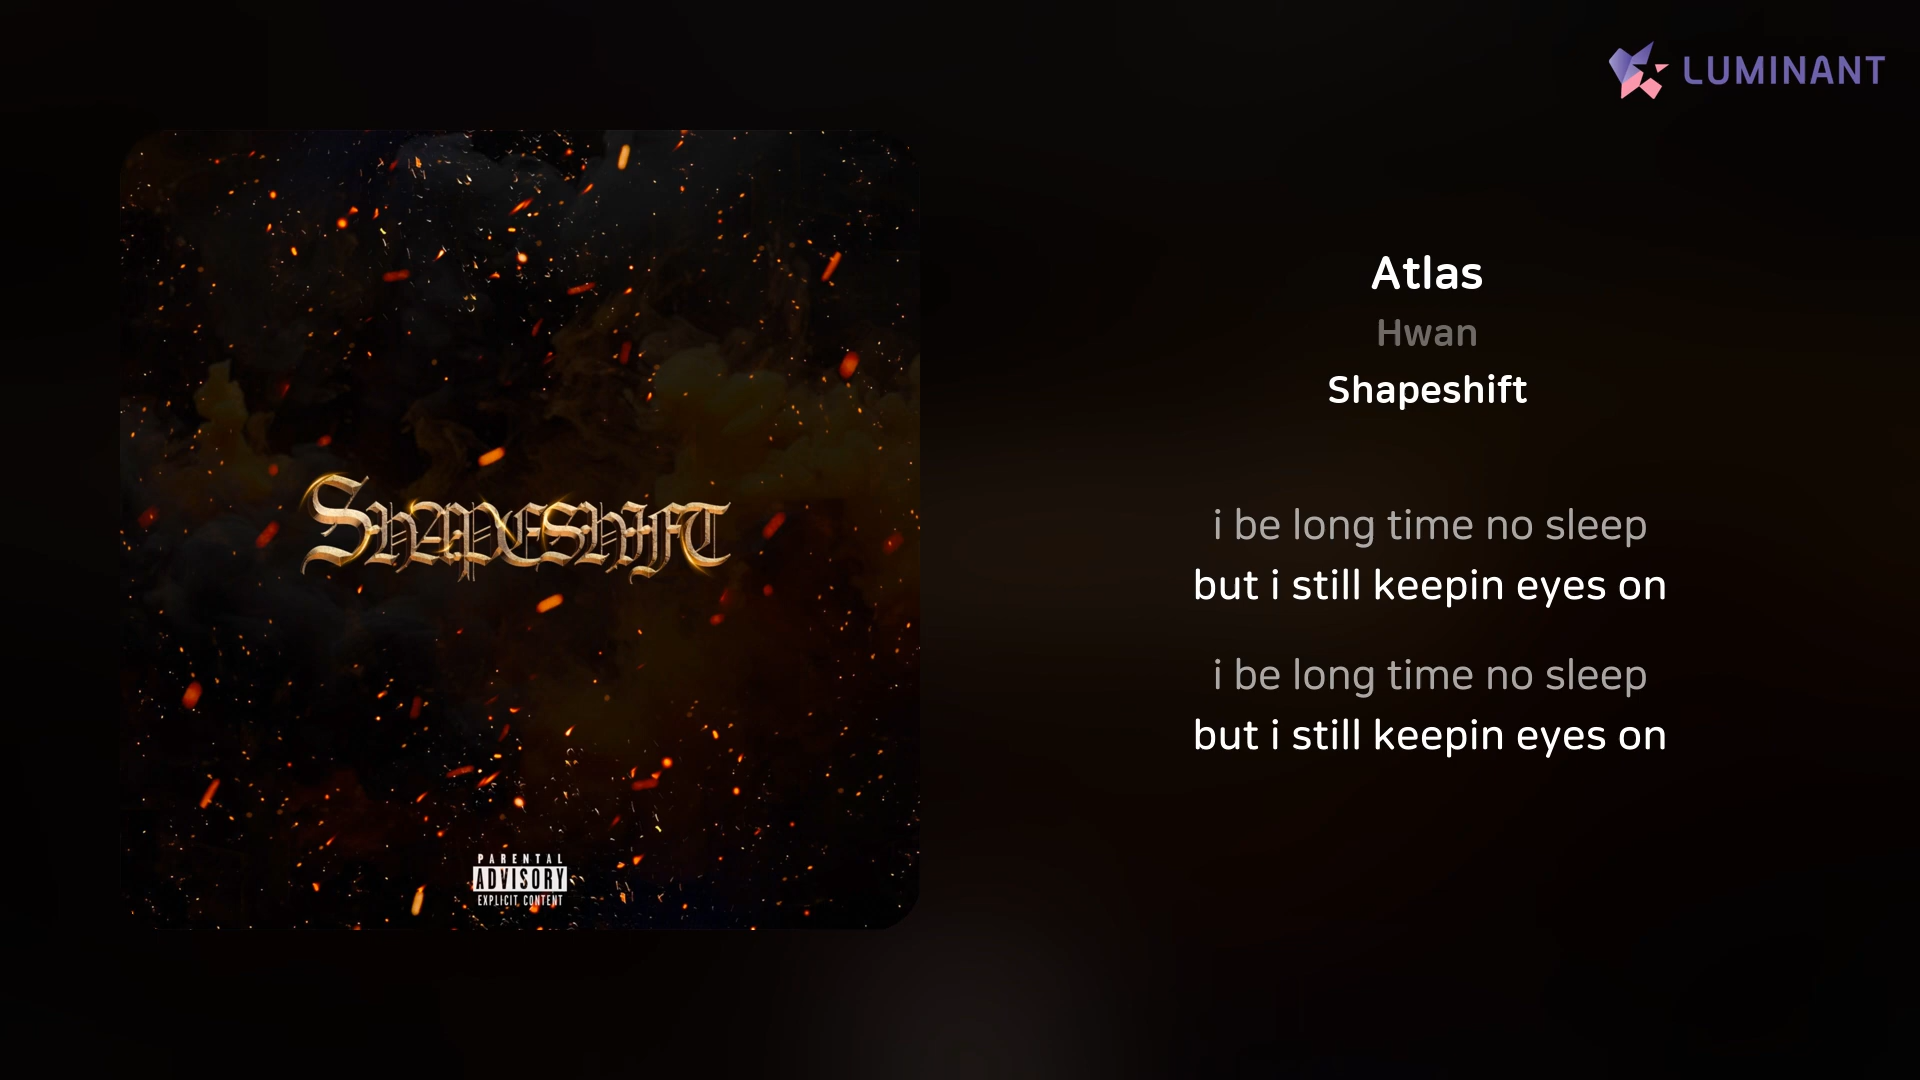 LUMINANT
Atlas
Hwan
Shapeshift
Shapeshift
i be long time no sleep
but i still keepin eyes on
i be long time no sleep
but i still keepin eyes on
PARENTAL
ADVISORY
EXPLICIT CONTENT